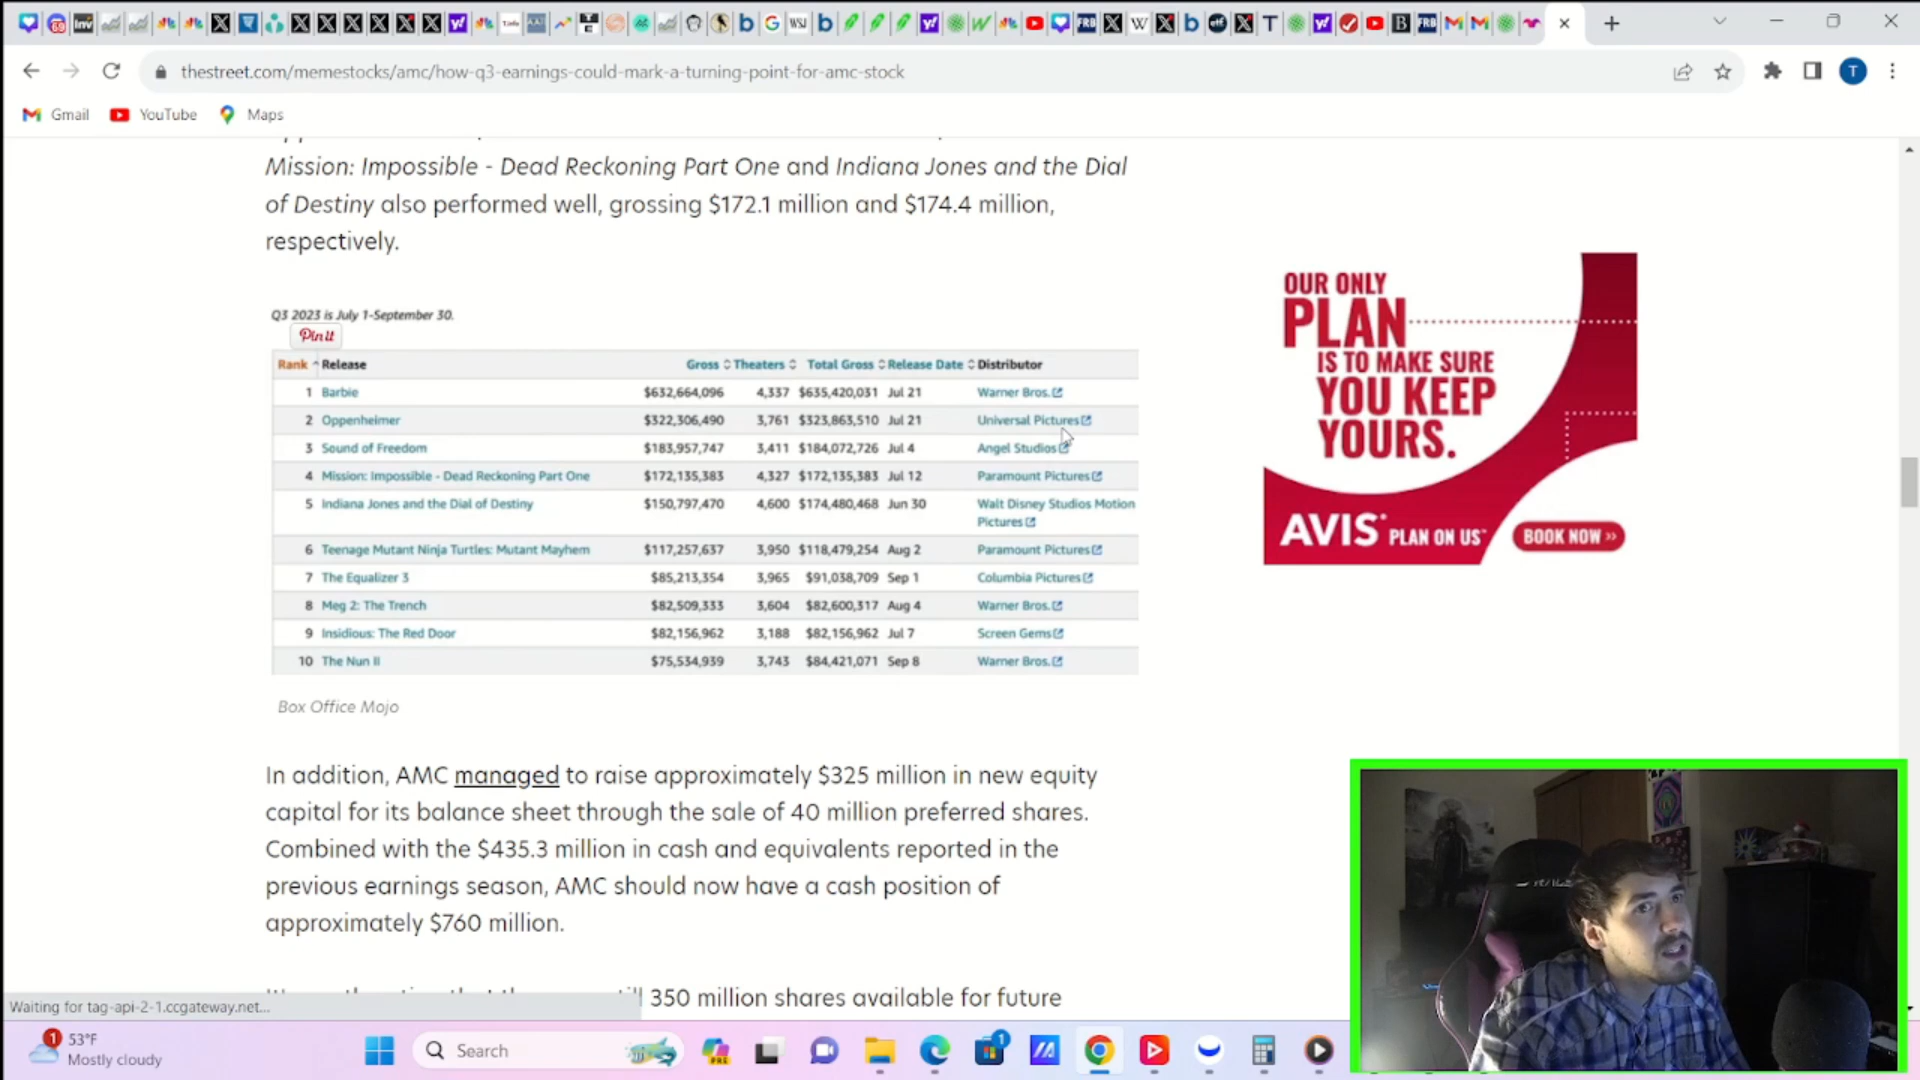 thestreet.com/memestocks/amc/how-q3-earnings-could-mark-a-turning-point-for-amc-stock
T
Gmail YouTube Maps
Mission: Impossible - Dead Reckoning Part One and Indiana Jones and the Dial
of Destiny also performed well, grossing $172.1 million and $174.4 million,
respectively.
Q3 2023 is July 1-September 30.
Pin it
Rank Release Gross Theaters Total Gross Release Date Distributor
1 Barbie $632,664,096 4,337 $635,420,031 Jul 21 Warner Bros.
2 Oppenheimer $322,306,490 3,761 $323,863,510 Jul 21 Universal Pictures
3 Sound of Freedom $183,957,747 3,411 $184,072,726 Jul 4 Angel Studios
4 Mission: Impossible - Dead Reckoning Part One $172,135,383 4,327 $172,135,383 Jul 12 Paramount Pictures
5 Indiana Jones and the Dial of Destiny $150,797,470 4,600 $174,480,468 Jun 30 Walt Disney Studios Motion
Pictures
6 Teenage Mutant Ninja Turtles: Mutant Mayhem $117,257,637 3,950 $118,479,254 Aug 2 Paramount Pictures
7 The Equalizer 3 $85,213,354 3,965 $91,038,709 Sep 1 Columbia Pictures
8 Meg 2: The Trench $82,509,333 3,604 $82,600,317 Aug 4 Warner Bros.
9 Insidious: The Red Door $82,156,962 3,188 $82,156,962 Jul 7 Screen Gems
10 The Nun II $75,534,939 3,743 $84,421,071 Sep 8 Warner Bros.
Box Office Mojo
In addition, AMC managed to raise approximately $325 million in new equity
capital for its balance sheet through the sale of 40 million preferred shares.
Combined with the $435.3 million in cash and equivalents reported in the
previous earnings season, AMC should now have a cash position of
approximately $760 million.
350 million shares available for future
OUR ONLY
PLAN
IS TO MAKE SURE
YOU KEEP
YOURS.
AVIS PLAN ON US BOOK NOW >>
Waiting for tag-api-2-1.ccgateway.net...
1
53°F
Mostly cloudy
Search
PRE
1